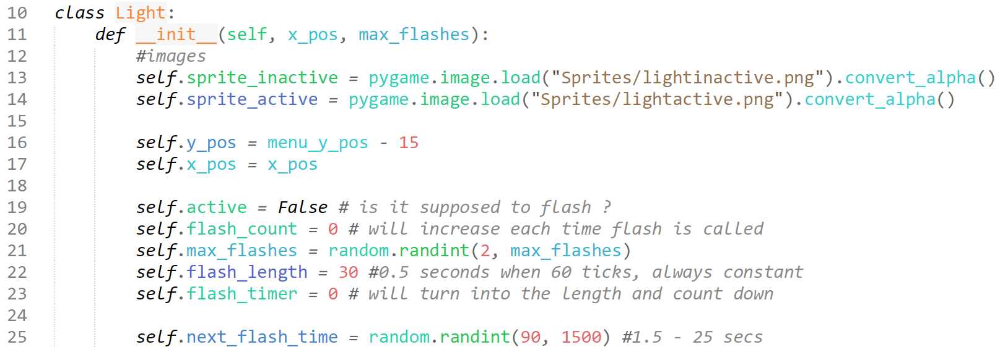 10 class Light:
11 def __init__(self, x_pos, max_flashes):
12 #images
13 self.sprite_inactive = pygame.image.load("Sprites/lightinactive.png").convert_alpha()
14 self.sprite_active = pygame.image.load("Sprites/lightactive.png").convert_alpha()
15
16 self.y_pos = menu_y_pos - 15
17 self.x_pos = x_pos
18
19 self.active = False # is it supposed to flash ?
20 self.flash_count = 0 # will increase each time flash is called
21 self.max_flashes = random.randint(2, max_flashes)
22 self.flash_length = 30 #0.5 seconds when 60 ticks, always constant
23 self.flash_timer = 0 # will turn into the length and count down
24
25 self.next_flash_time = random.randint(90, 1500) #1.5 - 25 secs